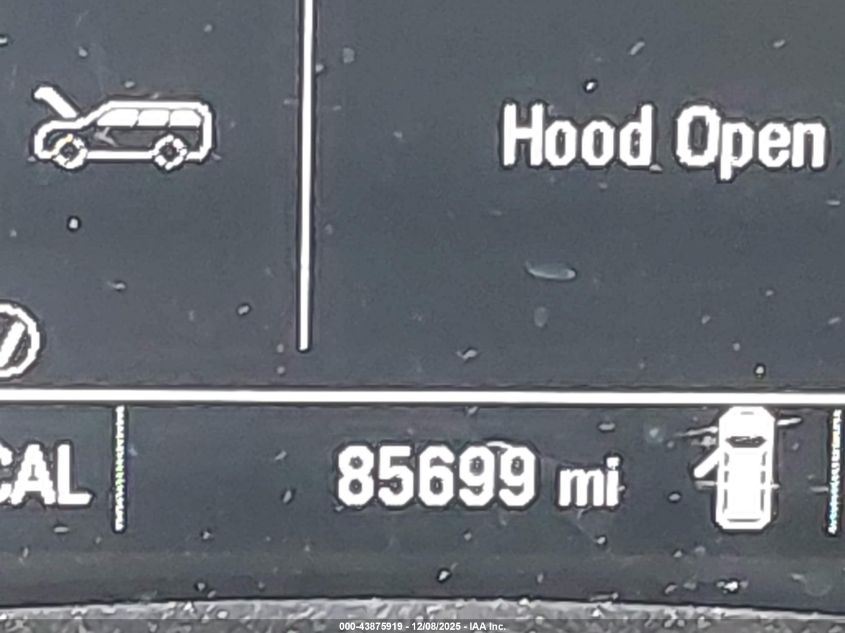 Hood Open
CAL
85699 mi
000-43875919 - 12/08/2025 - IAA Inc.